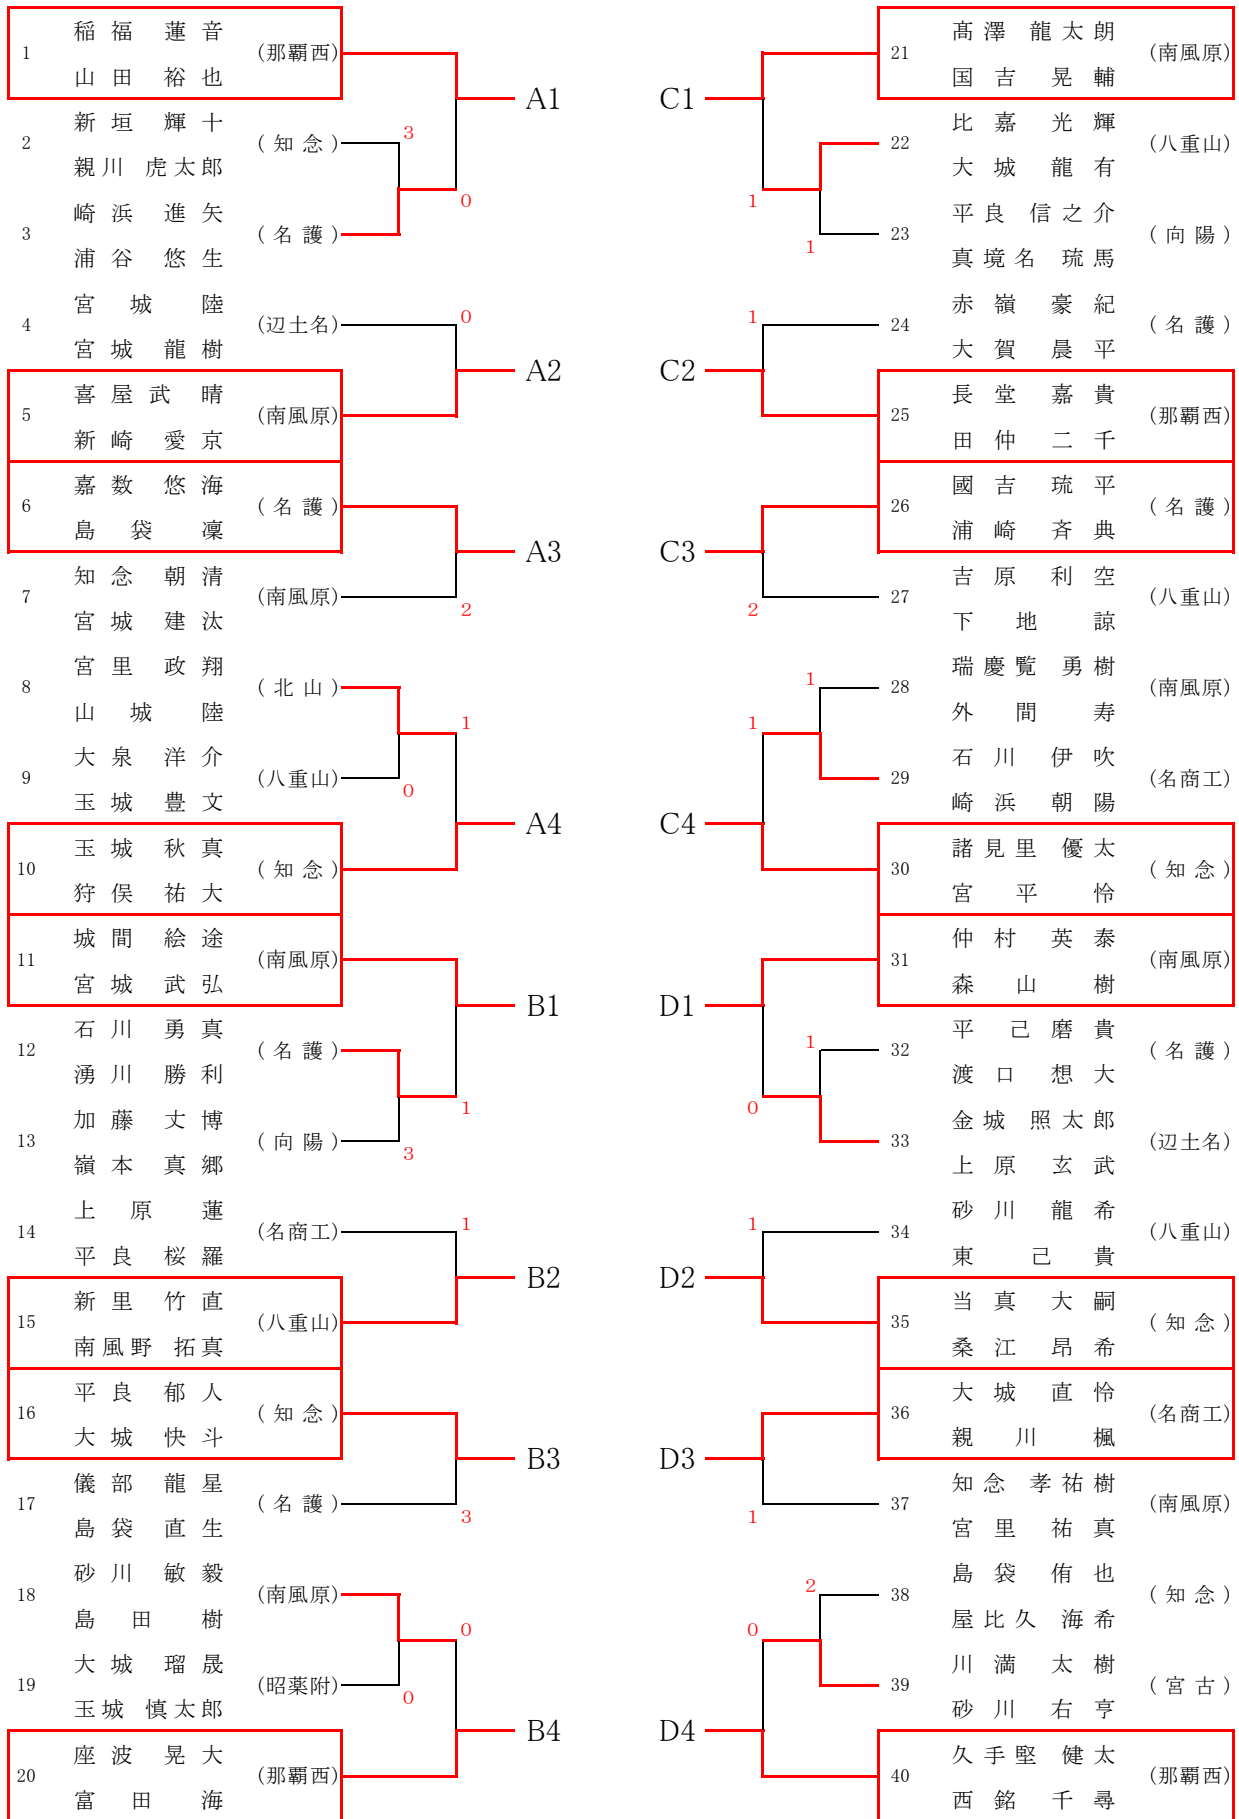 1 稲福 蓮音 (那覇西)
山田 裕也
A1
2 新垣 輝十 (知念) 3
親川 虎太郎
0
3 崎浜 進矢 (名護)
浦谷 悠生
4 宮城 陸 (辺土名) 0
宮城 龍樹
A2
5 喜屋武 晴 (南風原)
新崎 愛京
6 嘉数 悠海 (名護)
島袋 凜
A3
7 知念 朝清 (南風原) 2
宮城 建汰
8 宮里 政翔 (北山) 1
山城 陸
9 大泉 洋介 (八重山) 0
玉城 豊文
A4
10 玉城 秋真 (知念)
狩俣 祐大
11 城間 絵途 (南風原)
宮城 武弘
B1
12 石川 勇真 (名護) 1
湧川 勝利
13 加藤 丈博 (向陽) 3
嶺本 真郷
14 上原 蓮 (名商工) 1
平良 桜羅
B2
15 新里 竹直 (八重山)
南風野 拓真
16 平良 郁人 (知念)
大城 快斗
B3
17 儀部 龍星 (名護) 3
島袋 直生
18 砂川 敏毅 (南風原) 0
島田 樹
19 大城 瑠晟 (昭薬附) 0
玉城 慎太郎
B4
20 座波 晃大 (那覇西)
富田 海
C1
21 髙澤 龍太朗 (南風原)
国吉 晃輔
22 比嘉 光輝 (八重山)
大城 龍有
1
1 23 平良 信之介 (向陽)
真境名 琉馬
1 24 赤嶺 豪紀 (名護)
大賀 晨平
C2
25 長堂 嘉貴 (那覇西)
田仲 二千
26 國吉 琉平 (名護)
浦崎 斉典
C3
2 27 吉原 利空 (八重山)
下地 諒
1 28 瑞慶覧 勇樹 (南風原)
外間 寿
1
29 石川 伊吹 (名商工)
崎浜 朝陽
C4
30 諸見里 優太 (知念)
宮平 怜
31 仲村 英泰 (南風原)
森山 樹
D1
1 32 平 己磨貴 (名護)
渡口 想大
0
33 金城 照太郎 (辺土名)
上原 玄武
1 34 砂川 龍希 (八重山)
東 己貴
D2
35 当真 大嗣 (知念)
桑江 昂希
36 大城 直怜 (名商工)
親川 楓
D3
1 37 知念 孝祐樹 (南風原)
宮里 祐真
2 38 島袋 侑也 (知念)
屋比久 海希
0
39 川満 太樹 (宮古)
砂川 右亨
D4
40 久手堅 健太 (那覇西)
西銘 千尋